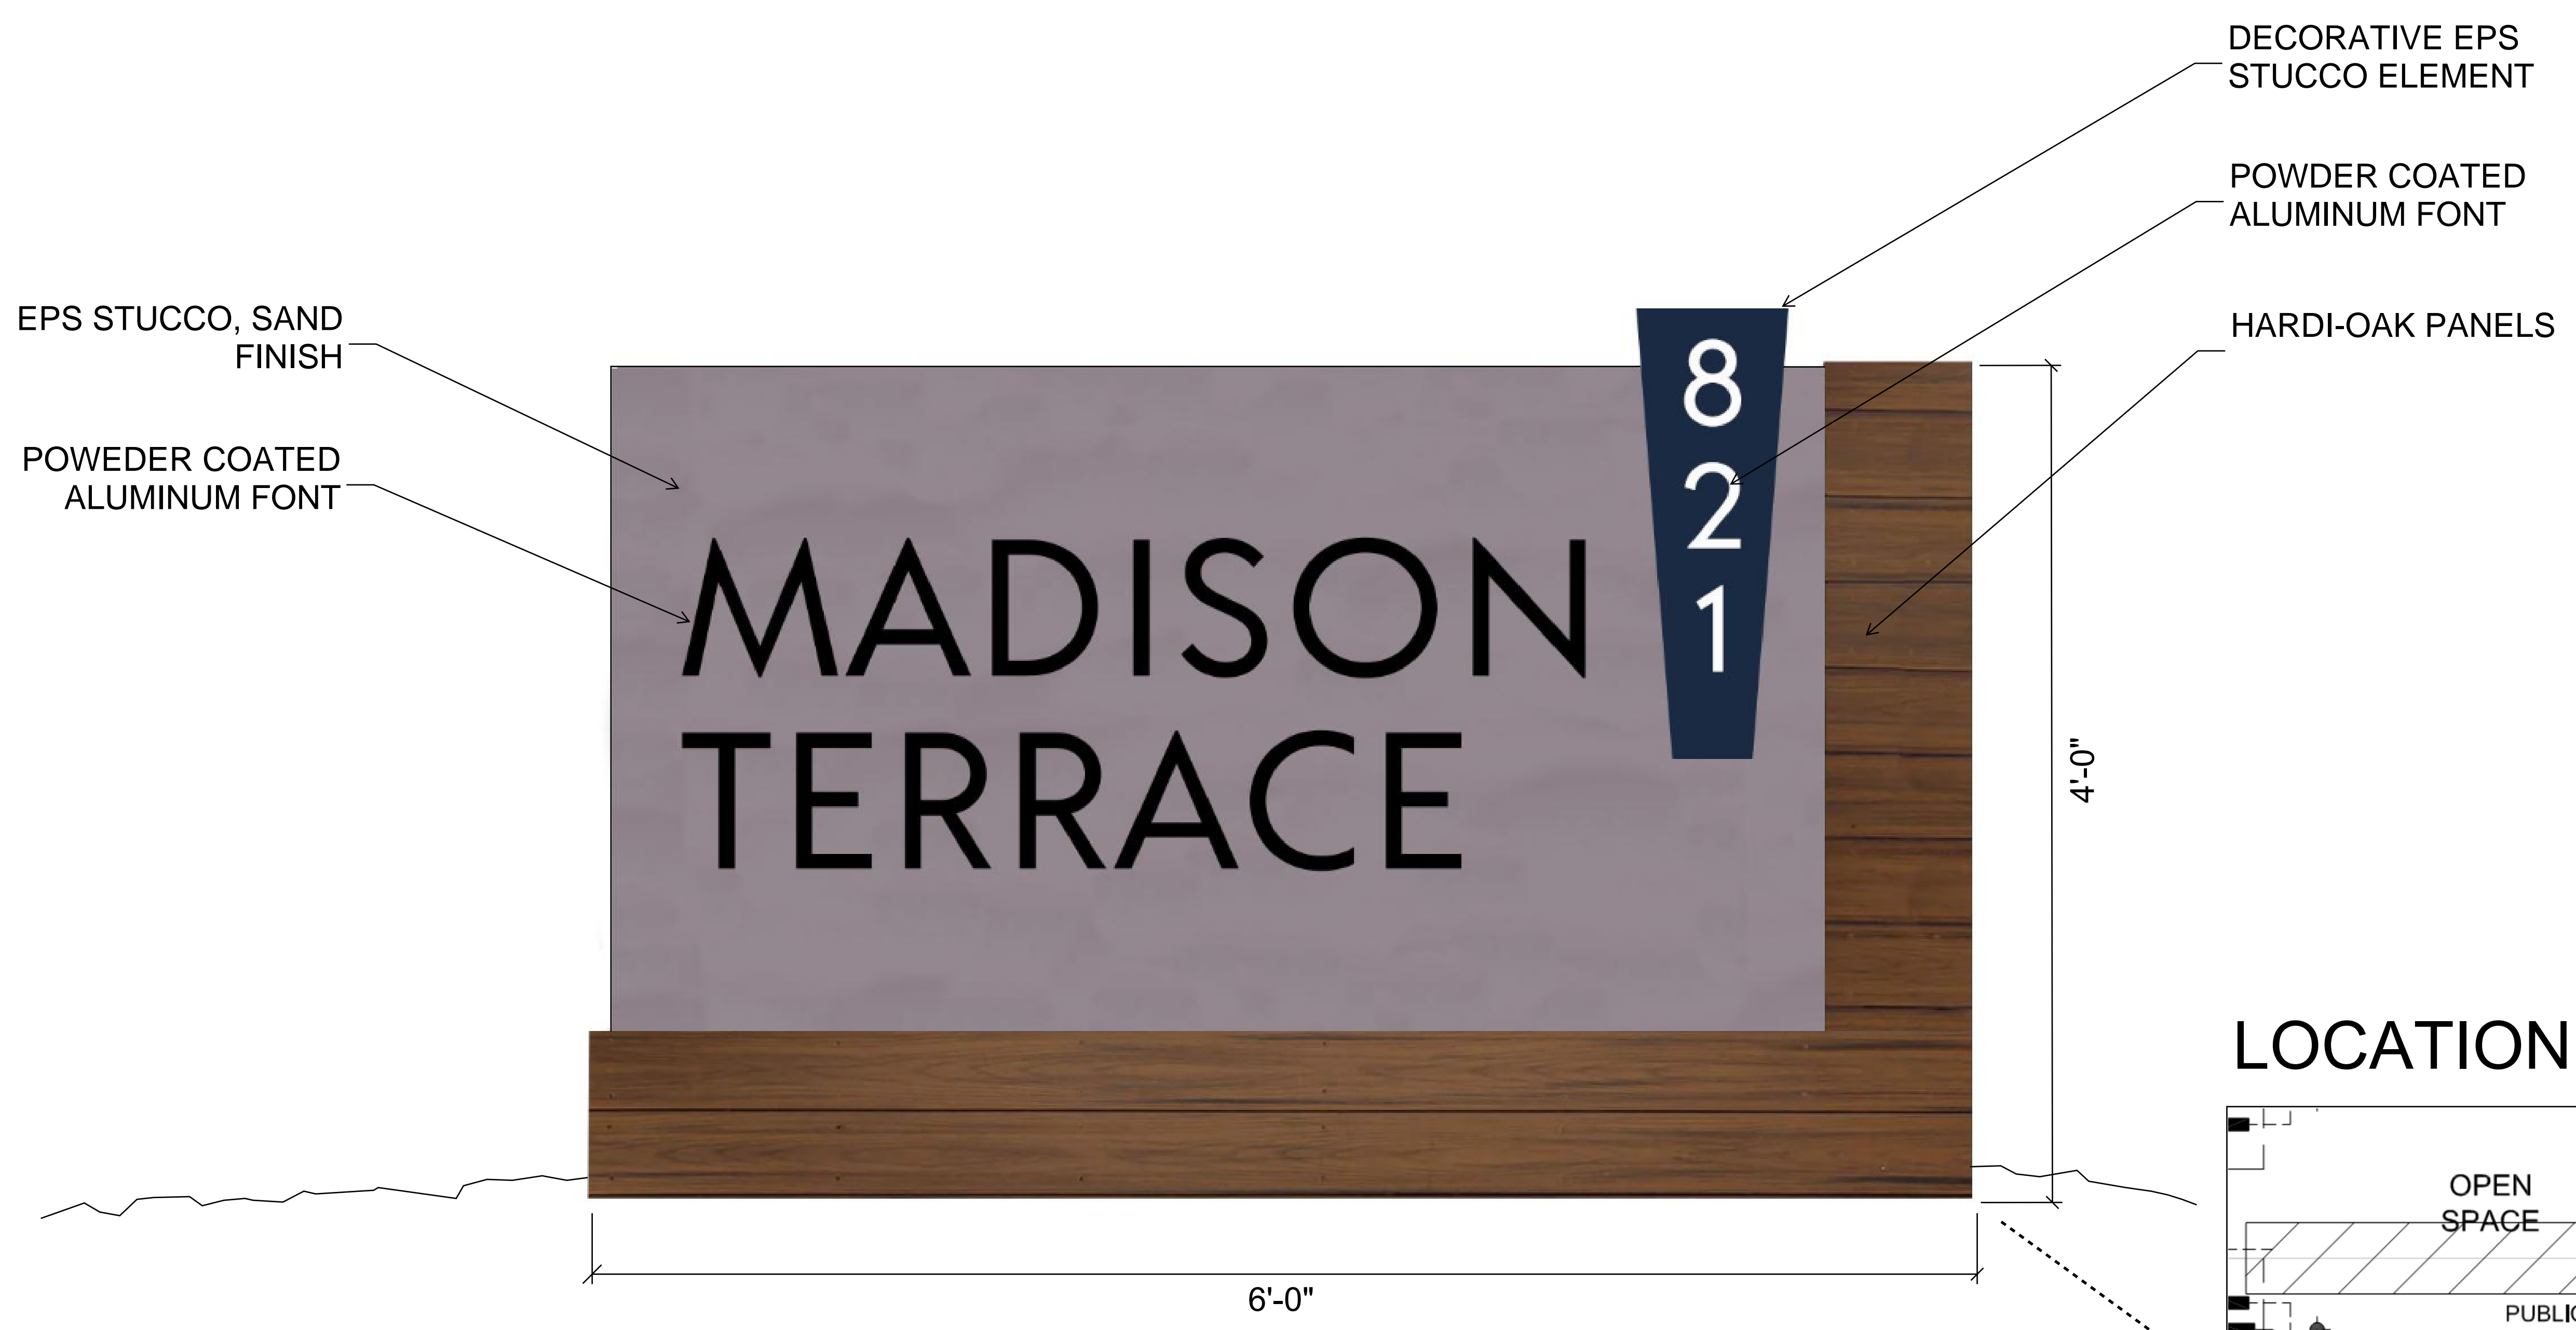 DECORATIVE EPS
STUCCO ELEMENT
POWDER COATED
ALUMINUM FONT
HARDI-OAK PANELS
EPS STUCCO, SAND
FINISH
POWEDER COATED
ALUMINUM FONT
8
2
1
MADISON
TERRACE
4'-0"
6'-0"
LOCATION
OPEN
SPACE